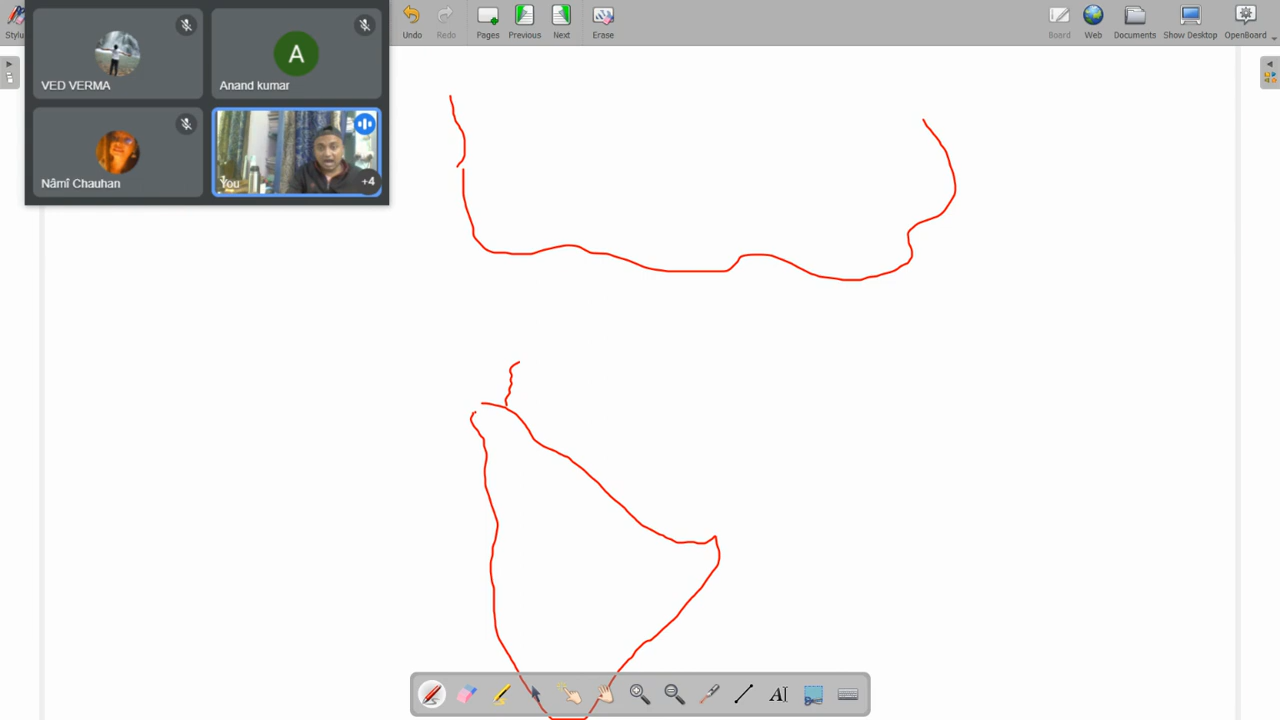 Stylu
Undo
Redo
Pages
Previous
Next
Erase
Board
Web
Documents
Show Desktop
OpenBoard
VED VERMA
A
Anand kumar
Nâmî Chauhan
You
+4
AI